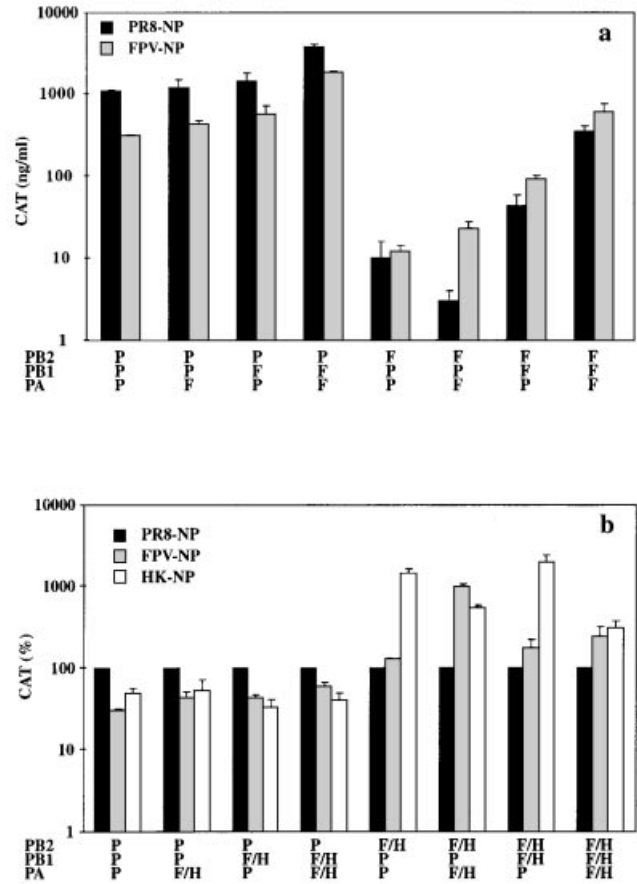 10000
PR8-NP
FPV-NP
a
1000
100
10
1
CAT (ng/ml)
PB2 P P P P F F F F
PB1 P P F F P P F F
PA P F P F P F P F
10000
PR8-NP
FPV-NP
HK-NP
b
1000
100
10
1
CAT (%)
PB2 P P P P F/H F/H F/H F/H
PB1 P P F/H F/H P P F/H F/H
PA P F/H P F/H P F/H P F/H